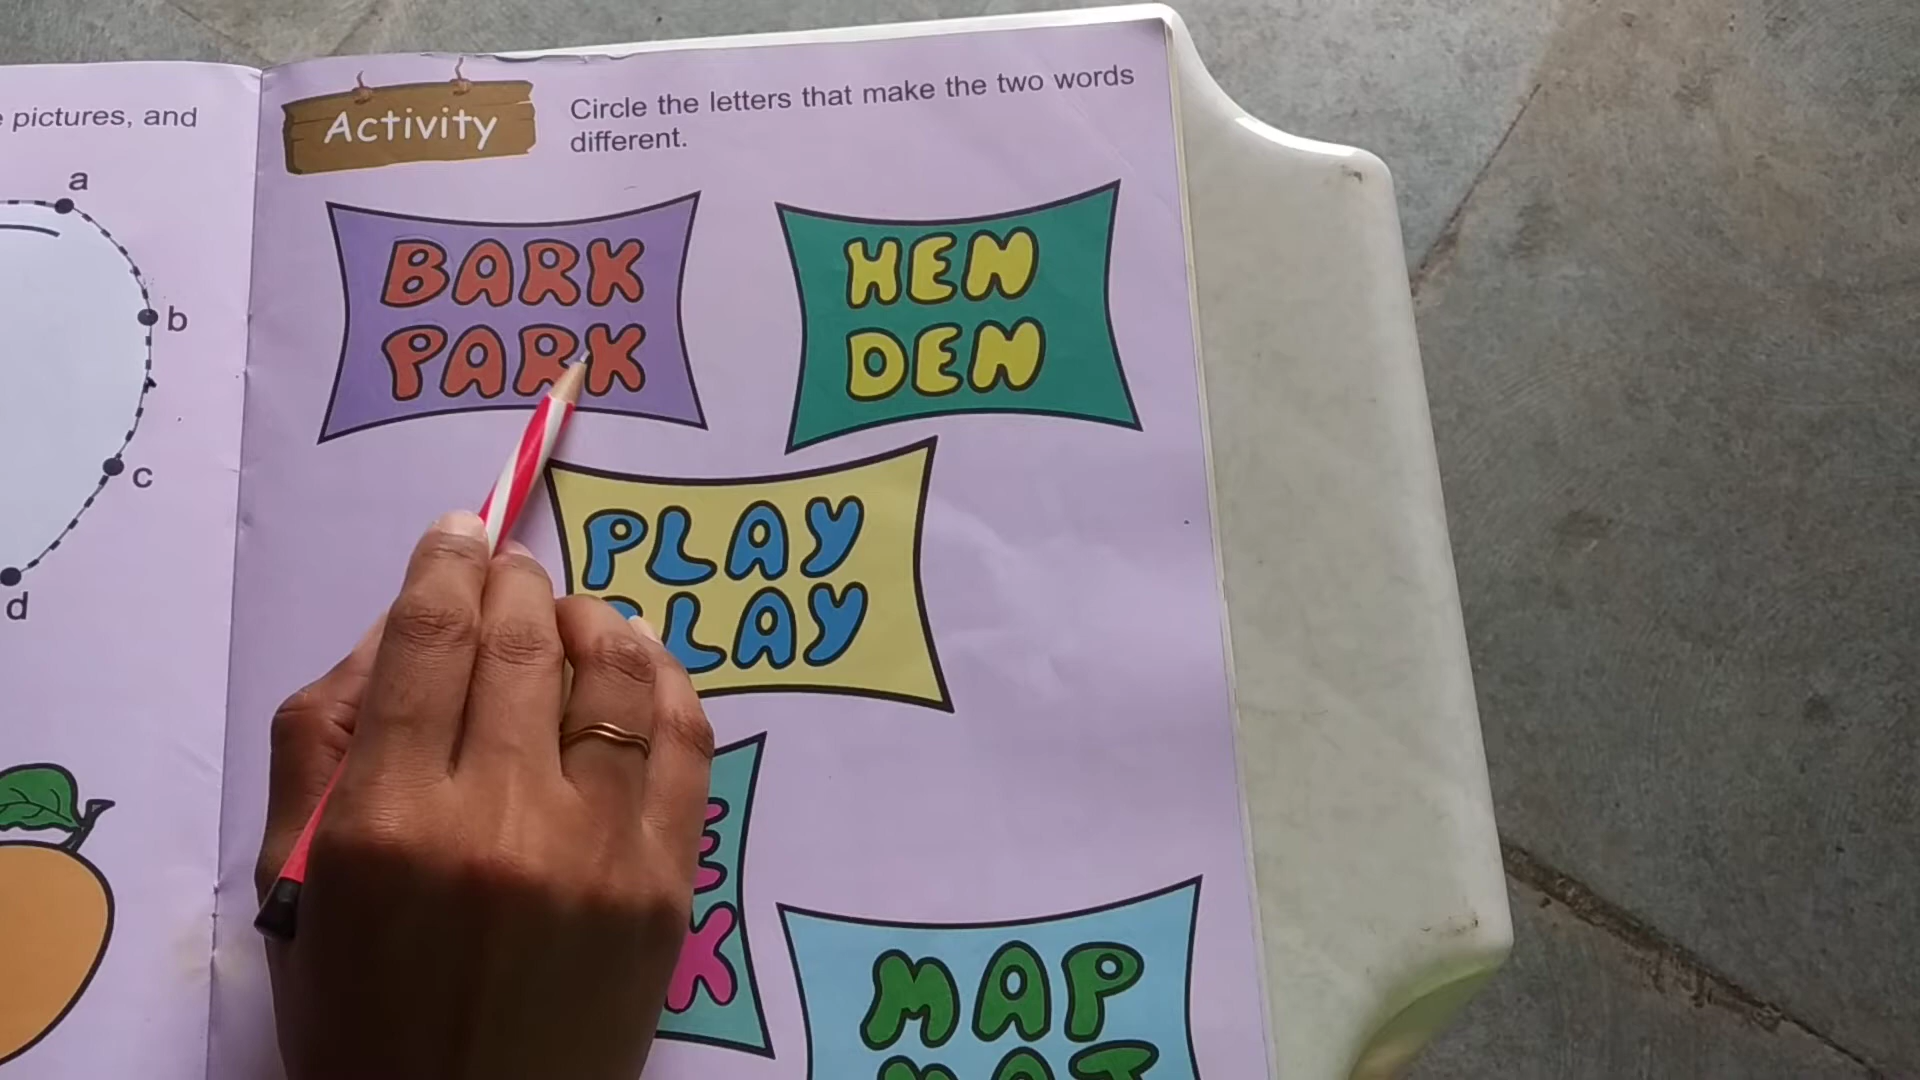 pictures, and
a
b
c
d
Activity
Circle the letters that make the two words
different.
BARK
PARK
HEN
DEN
PLAY
LAY
E
K
MAP